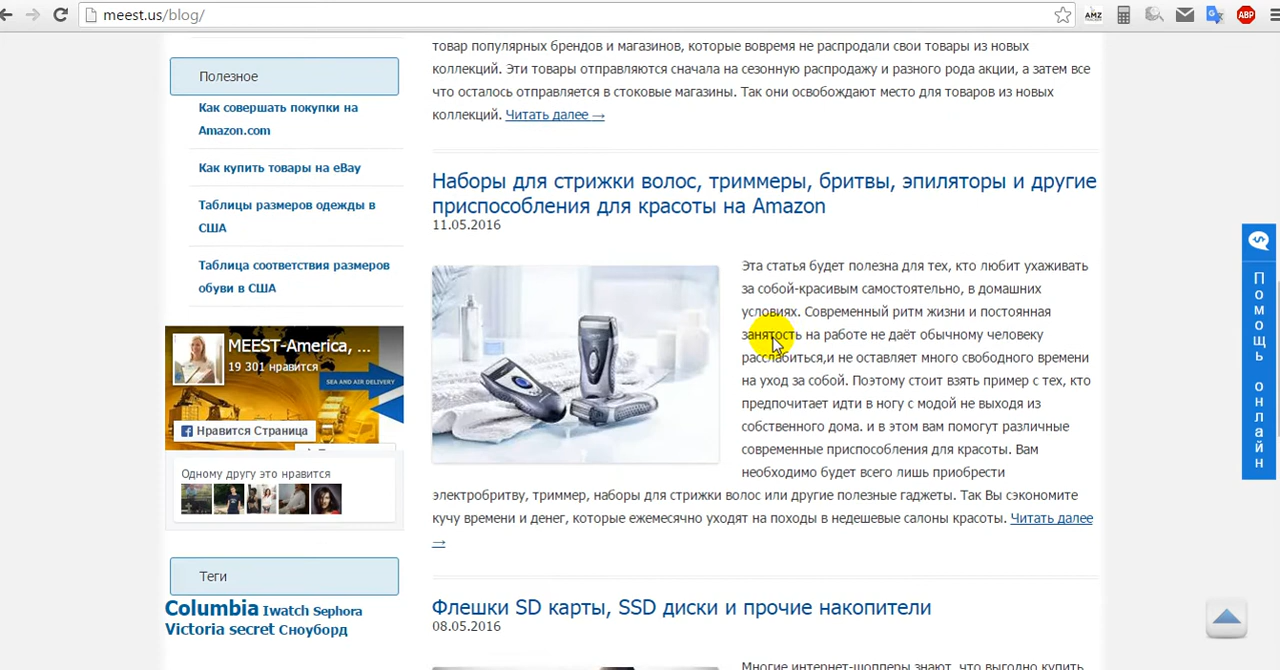 meest.us/blog/
AMZ
ABP
товар популярных брендов и магазинов, которые вовремя не распродали свои товары из новых
коллекций. Эти товары отправляются сначала на сезонную распродажу и разного рода акции, а затем все
что осталось отправляется в стоковые магазины. Так они освобождают место для товаров из новых
коллекций. Читать далее →
Полезное
Как совершать покупки на
Amazon.com
Как купить товары на eBay
Таблицы размеров одежды в
США
Таблица соответствия размеров
обуви в США
MEEST-America, ...
19 301 нравится
SEA AND AIR DELIVERY
Нравится Страница
Одному другу это нравится
Теги
Columbia Iwatch Sephora
Victoria secret Сноуборд
Наборы для стрижки волос, триммеры, бритвы, эпиляторы и другие
приспособления для красоты на Amazon
11.05.2016
Эта статья будет полезна для тех, кто любит ухаживать
за собой-красивым самостоятельно, в домашних
условиях. Современный ритм жизни и постоянная
занятость на работе не даёт обычному человеку
расслабиться,и не оставляет много свободного времени
на уход за собой. Поэтому стоит взять пример с тех, кто
предпочитает идти в ногу с модой не выходя из
собственного дома. и в этом вам помогут различные
современные приспособления для красоты. Вам
необходимо будет всего лишь приобрести
электробритву, триммер, наборы для стрижки волос или другие полезные гаджеты. Так Вы сэкономите
кучу времени и денег, которые ежемесячно уходят на походы в недешевые салоны красоты. Читать далее
→
Флешки SD карты, SSD диски и прочие накопители
08.05.2016
Многие интернет-шопперы знают, что выгодно купить
Помощь онлайн